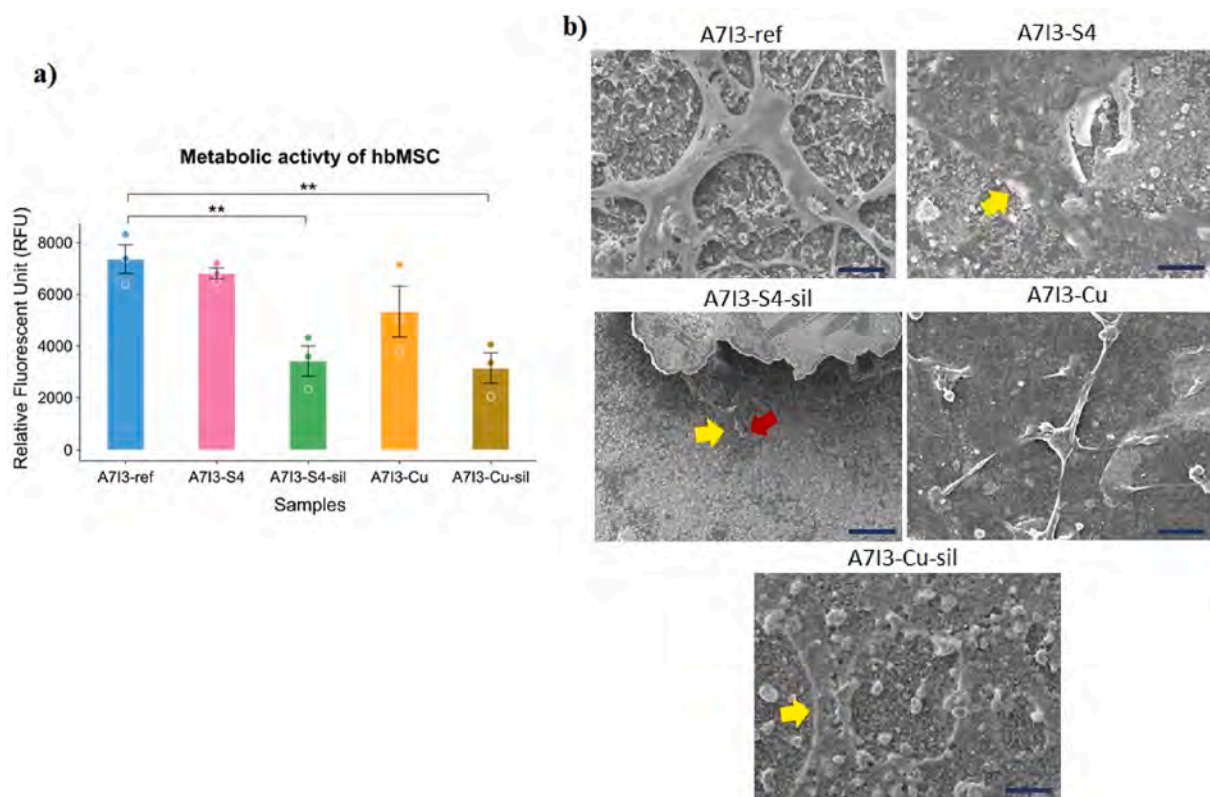 a)
Metabolic activty of hbMSC
**
**
Relative Fluorescent Unit (RFU)
8000
6000
4000
2000
0
A7I3-ref A7I3-S4 A7I3-S4-sil A7I3-Cu A7I3-Cu-sil
Samples
b)
A7I3-ref A7I3-S4
A7I3-S4-sil A7I3-Cu
A7I3-Cu-sil